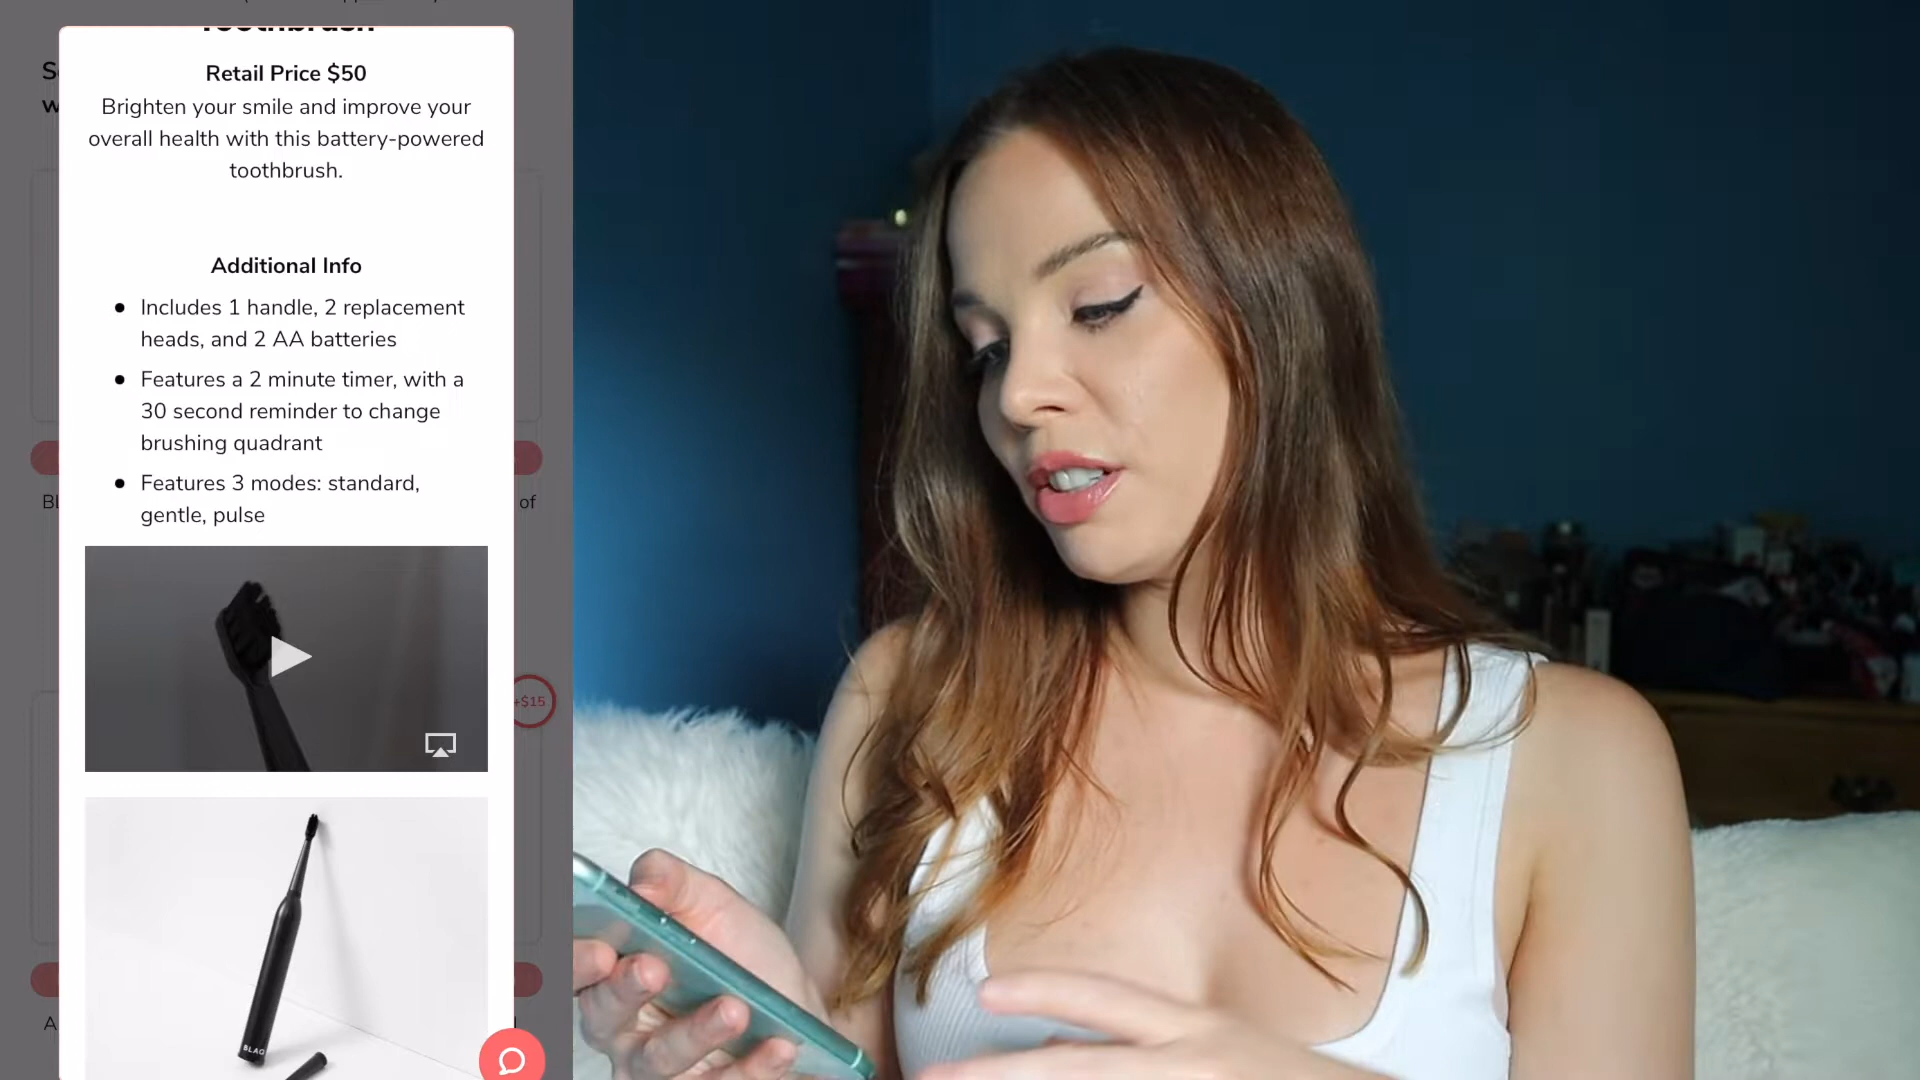 Toothbrush
Retail Price $50
Brighten your smile and improve your
overall health with this battery-powered
toothbrush.
Additional Info
Includes 1 handle, 2 replacement
heads, and 2 AA batteries
Features a 2 minute timer, with a
30 second reminder to change
brushing quadrant
Features 3 modes: standard,
gentle, pulse
of
+$15
BLAQ
A